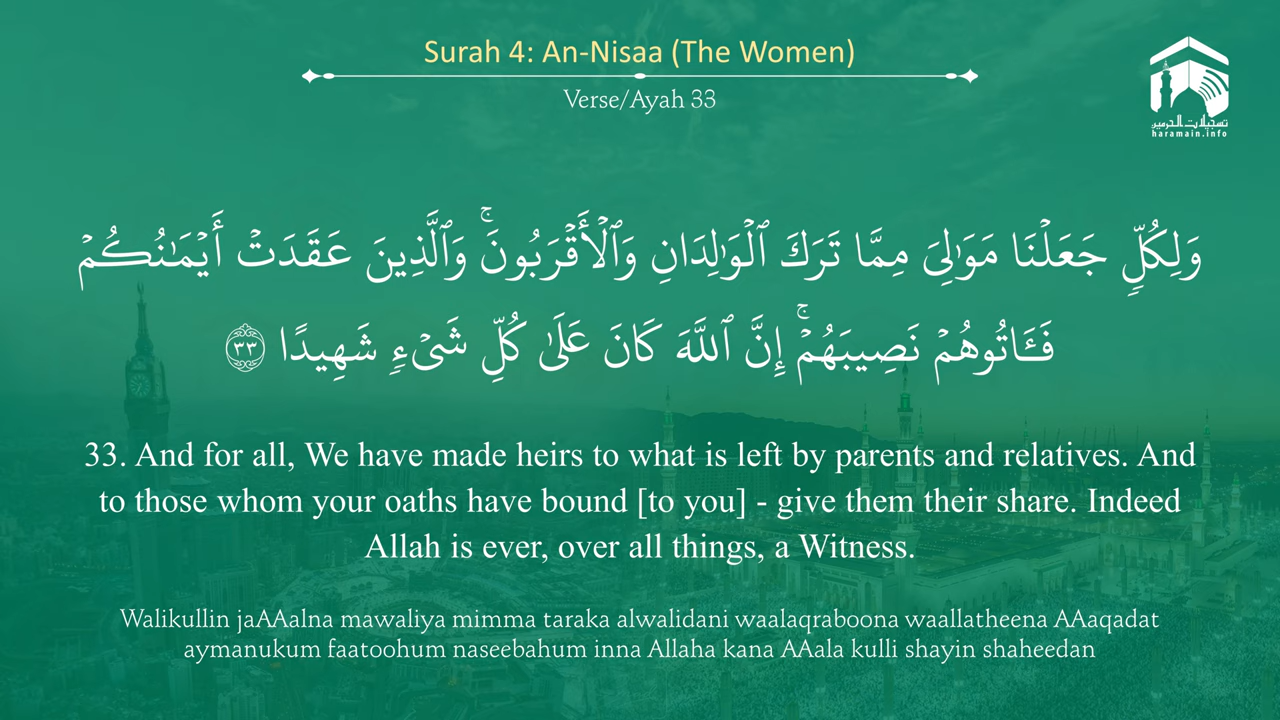 Surah 4: An-Nisaa (The Women)
Verse/Ayah 33
تسجيلات الحرمين
haramain.info
وَلِكُلٍّ جَعَلْنَا مَوَٰلِىَ مِمَّا تَرَكَ ٱلْوَٰلِدَانِ وَٱلْأَقْرَبُونَ ۚ وَٱلَّذِينَ عَقَدَتْ أَيْمَـٰنُكُمْ
فَـَٔاتُوهُمْ نَصِيبَهُمْ ۚ إِنَّ ٱللَّهَ كَانَ عَلَىٰ كُلِّ شَىْءٍ شَهِيدًا ٣٣
33. And for all, We have made heirs to what is left by parents and relatives. And
to those whom your oaths have bound [to you] - give them their share. Indeed
Allah is ever, over all things, a Witness.
Walikullin jaAAalna mawaliya mimma taraka alwalidani waalaqraboona waallatheena AAaqadat
aymanukum faatoohum naseebahum inna Allaha kana AAala kulli shayin shaheedan